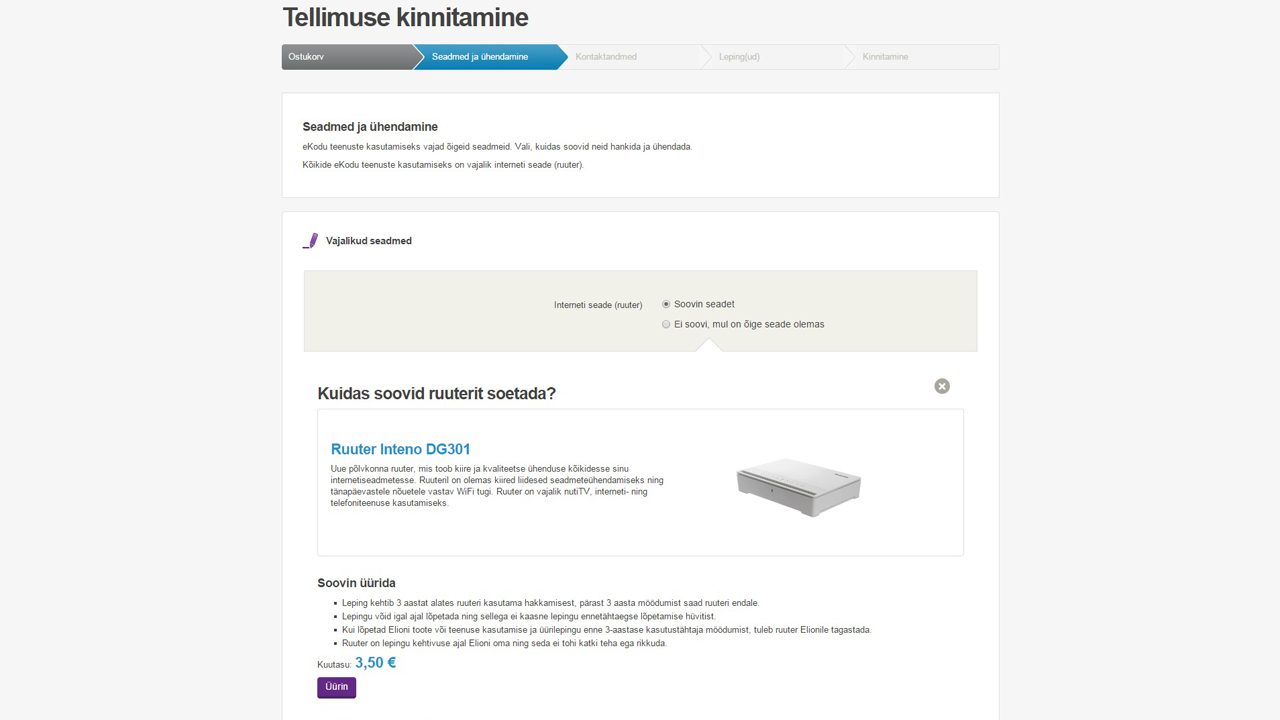 Tellimuse kinnitamine
Ostukorv
Seadmed ja ühendamine
Kontaktandmed
Leping(ud)
Kinnitamine
Seadmed ja ühendamine
eKodu teenuste kasutamiseks vajad õigeid seadmeid. Vali, kuidas soovid neid hankida ja ühendada.
Kõikide eKodu teenuste kasutamiseks on vajalik interneti seade (ruuter).
Vajalikud seadmed
Interneti seade (ruuter)
Soovin seadet
Ei soovi, mul on õige seade olemas
Kuidas soovid ruuterit soetada?
Ruuter Inteno DG301
Uue põlvkonna ruuter, mis toob kiire ja kvaliteetse ühenduse kõikidesse sinu
internetiseadmetesse. Ruuteril on olemas kiired liidesed seadmeteühendamiseks ning
tänapäevastele nõuetele vastav WiFi tugi. Ruuter on vajalik nutiTV, interneti- ning
telefoniteenuse kasutamiseks.
Soovin üürida
Leping kehtib 3 aastat alates ruuteri kasutama hakkamisest, pärast 3 aasta möödumist saad ruuteri endale.
Lepingu võid igal ajal lõpetada ning sellega ei kaasne lepingu ennetähtaegse lõpetamise hüvitist.
Kui lõpetad Elioni toote või teenuse kasutamise ja üürilepingu enne 3-aastase kasutustähtaja möödumist, tuleb ruuter Elionile tagastada.
Ruuter on lepingu kehtivuse ajal Elioni oma ning seda ei tohi katki teha ega rikkuda.
Kuutasu: 3,50 €
Üürin